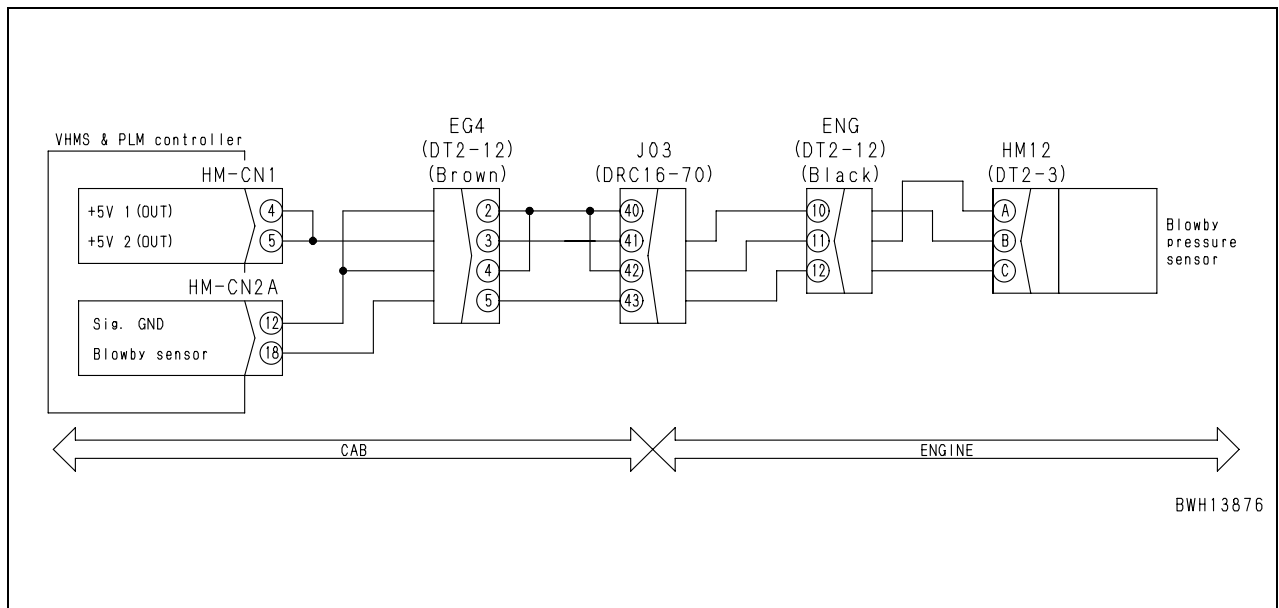 VHMS & PLM controller
HM-CN1
+5V 1(OUT)
4
+5V 2(OUT)
5
HM-CN2A
Sig. GND
12
Blowby sensor
18
EG4
(DT2-12)
(Brown)
2
3
4
5
J03
(DRC16-70)
40
41
42
43
ENG
(DT2-12)
(Black)
10
11
12
HM12
(DT2-3)
A
B
C
Blowby
pressure
sensor
CAB
ENGINE
BWH13876